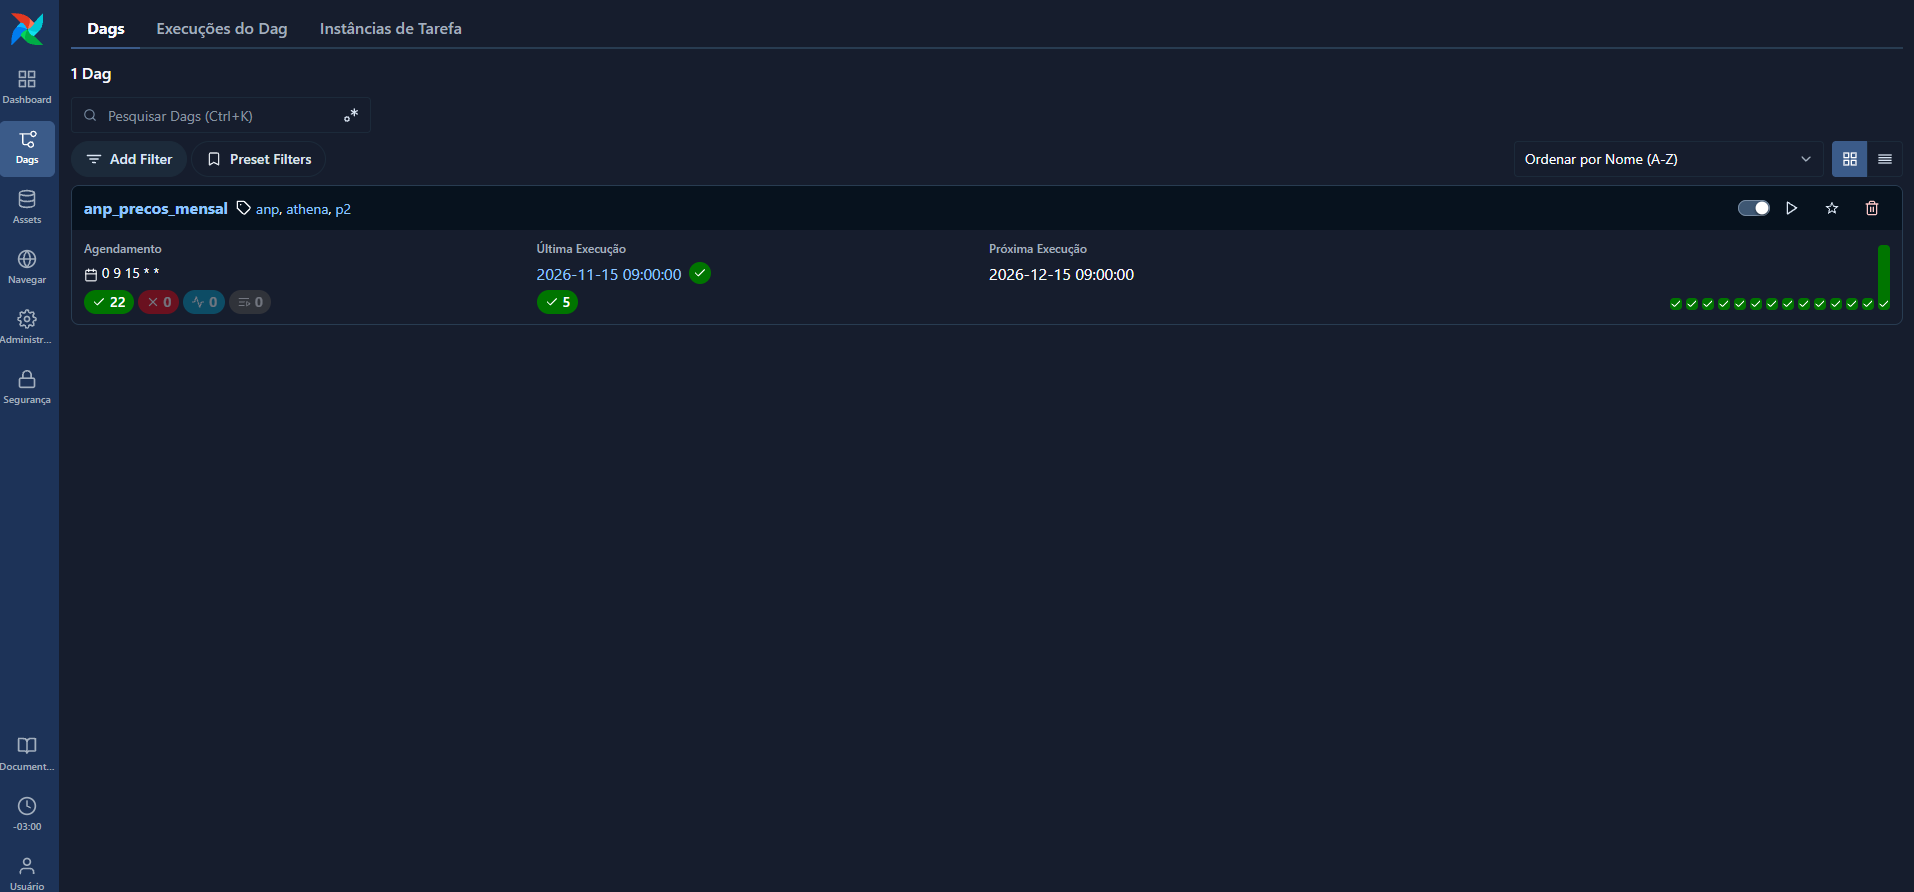 Dags Execuções do Dag Instâncias de Tarefa
1 Dag
Pesquisar Dags (Ctrl+K) .*
Add Filter Preset Filters Ordenar por Nome (A-Z)
anp_precos_mensal anp, athena, p2
Agendamento Última Execução Próxima Execução
0 9 15 * * 2026-11-15 09:00:00 2026-12-15 09:00:00
22 0 0 0 5
Dashboard
Dags
Assets
Navegar
Administr...
Segurança
Document...
-03:00
Usuário